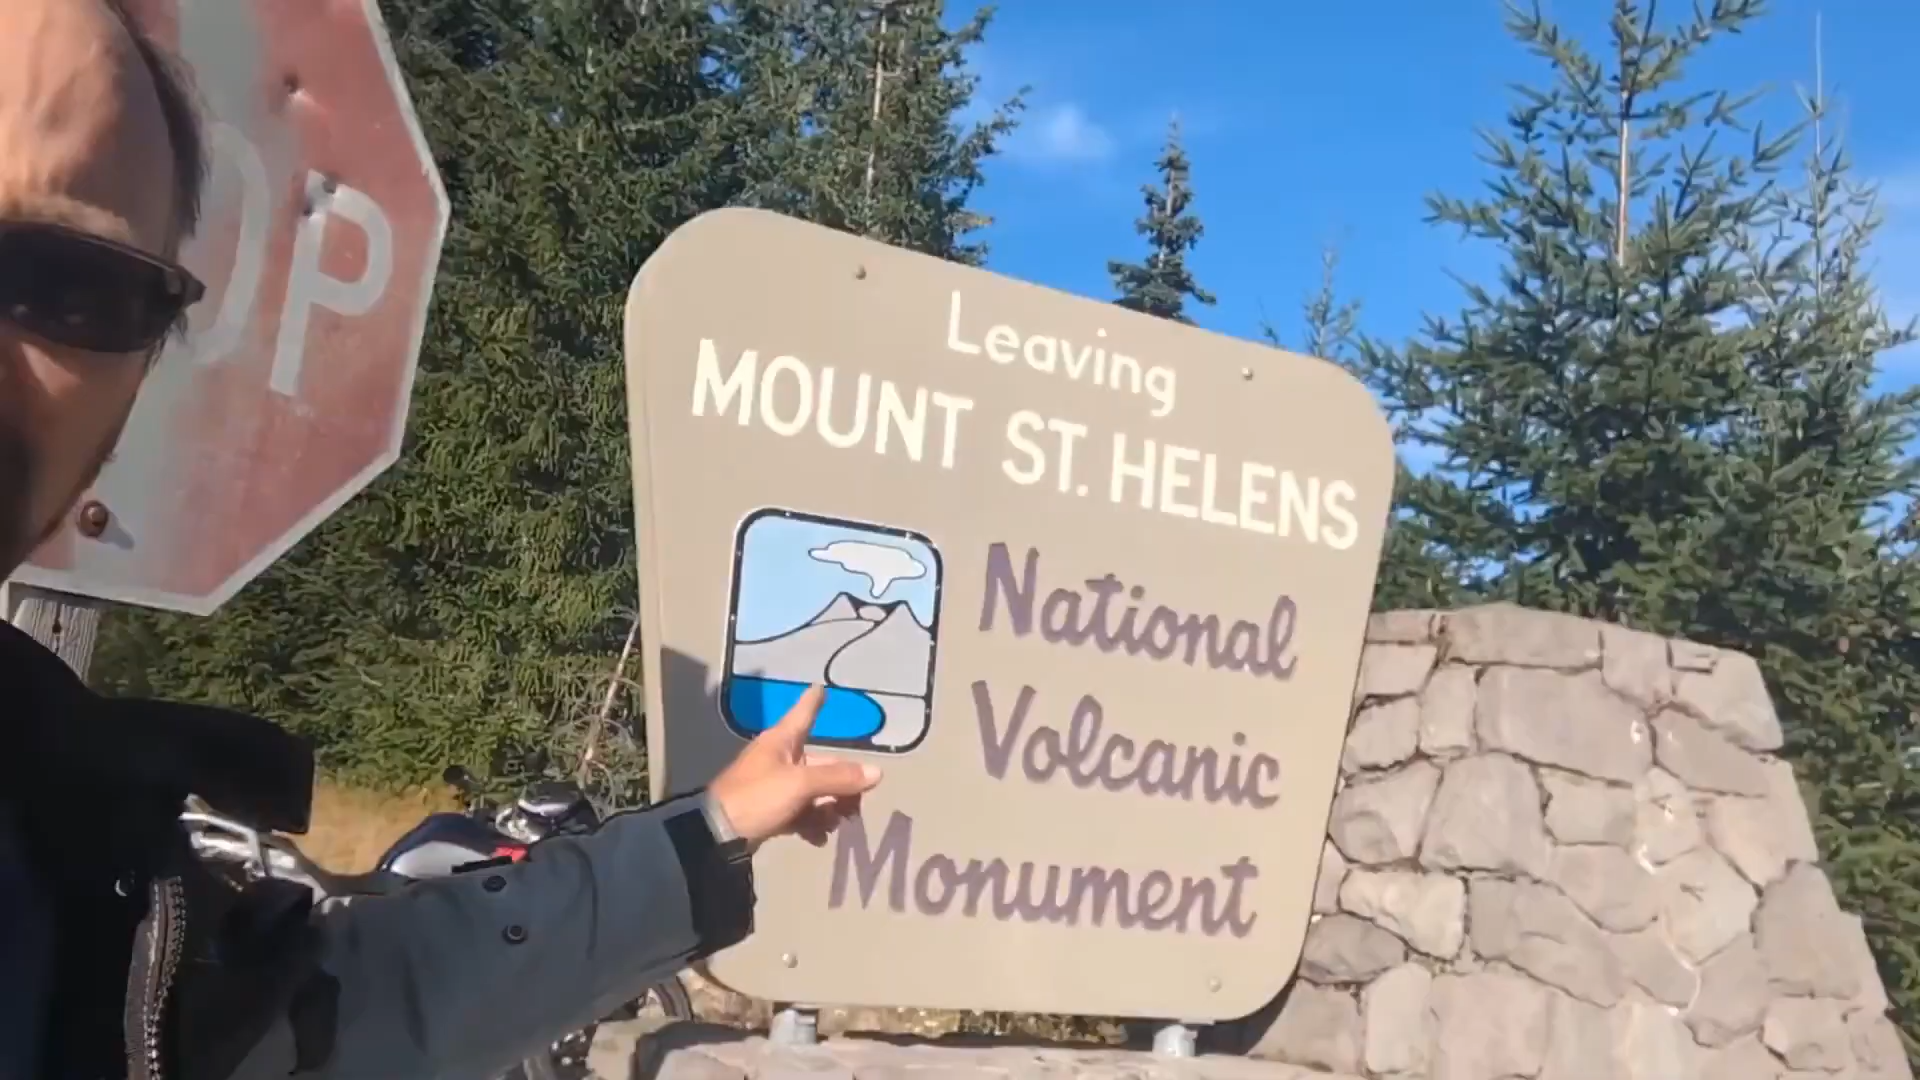 OP
Leaving
MOUNT ST. HELENS
National
Volcanic
Monument